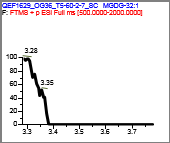 QEF1629_OG36_T5-60-2-7_SC MGDG-32:1
F: FTMS + p ESI Full ms [500.0000-2000.0000]
3.28
100
80
3.35
60
40
20
0
3.3 3.4 3.5 3.6 3.7